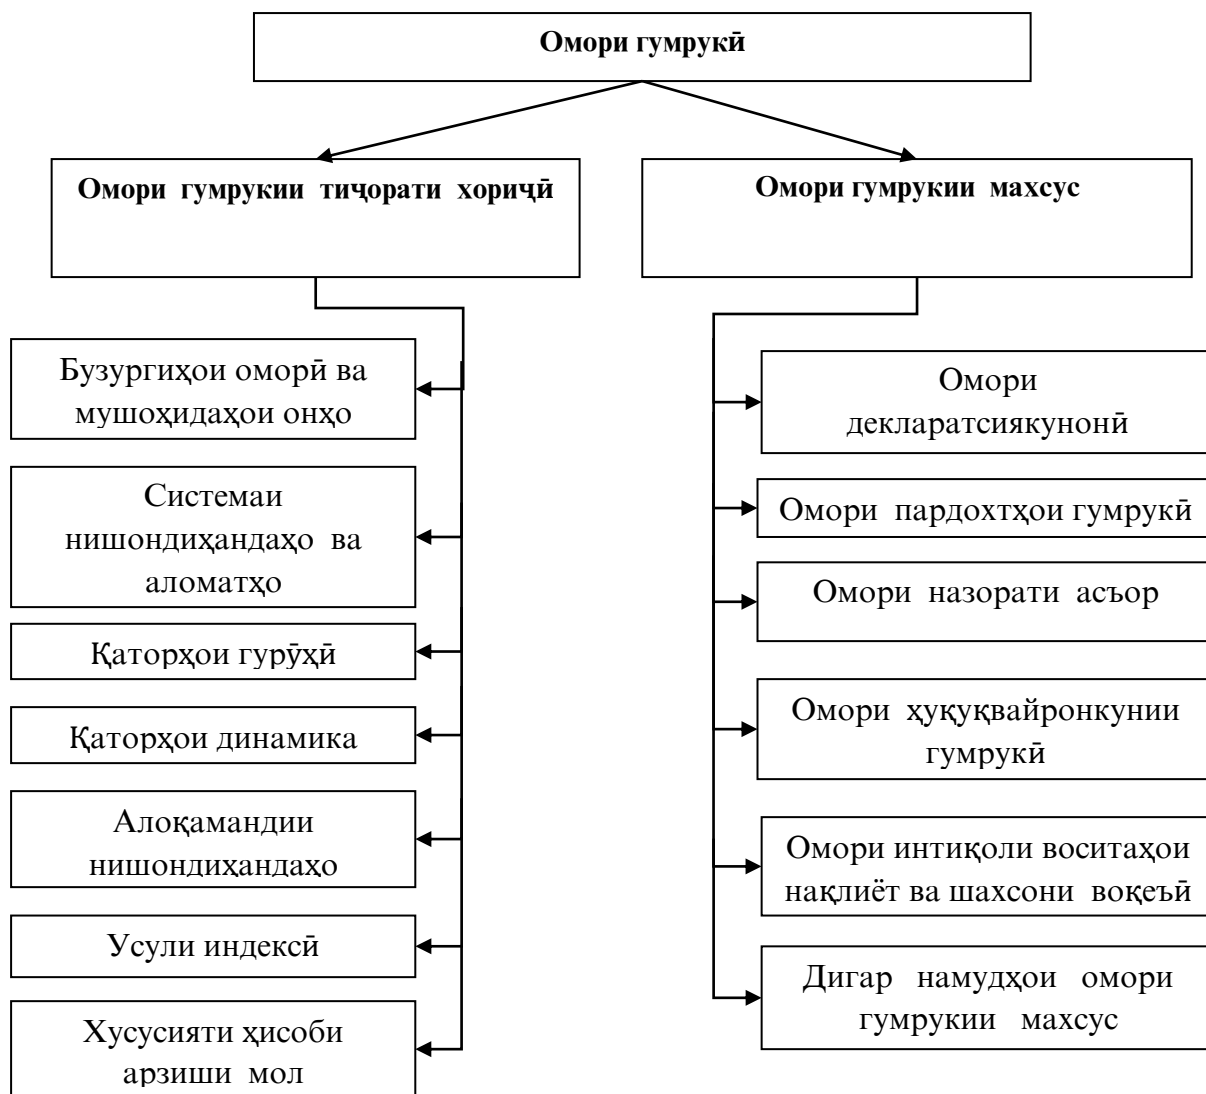 Омори гумрукӣ
Омори гумрукии тиҷорати хориҷӣ
Омори гумрукии махсус
Бузургиҳои оморӣ ва
мушоҳидаҳои онҳо
Системаи
нишондиҳандаҳо ва
аломатҳо
Қаторҳои гурӯҳӣ
Қаторҳои динамика
Алоқамандии
нишондиҳандаҳо
Усули индексӣ
Хусусияти ҳисоби
арзиши мол
Омори
декларатсиякунонӣ
Омори пардохтҳои гумрукӣ
Омори назорати асъор
Омори ҳуқуқвайронкунии
гумрукӣ
Омори интиқоли воситаҳои
нақлиёт ва шахсони воқеъӣ
Дигар намудҳои омори
гумрукии махсус